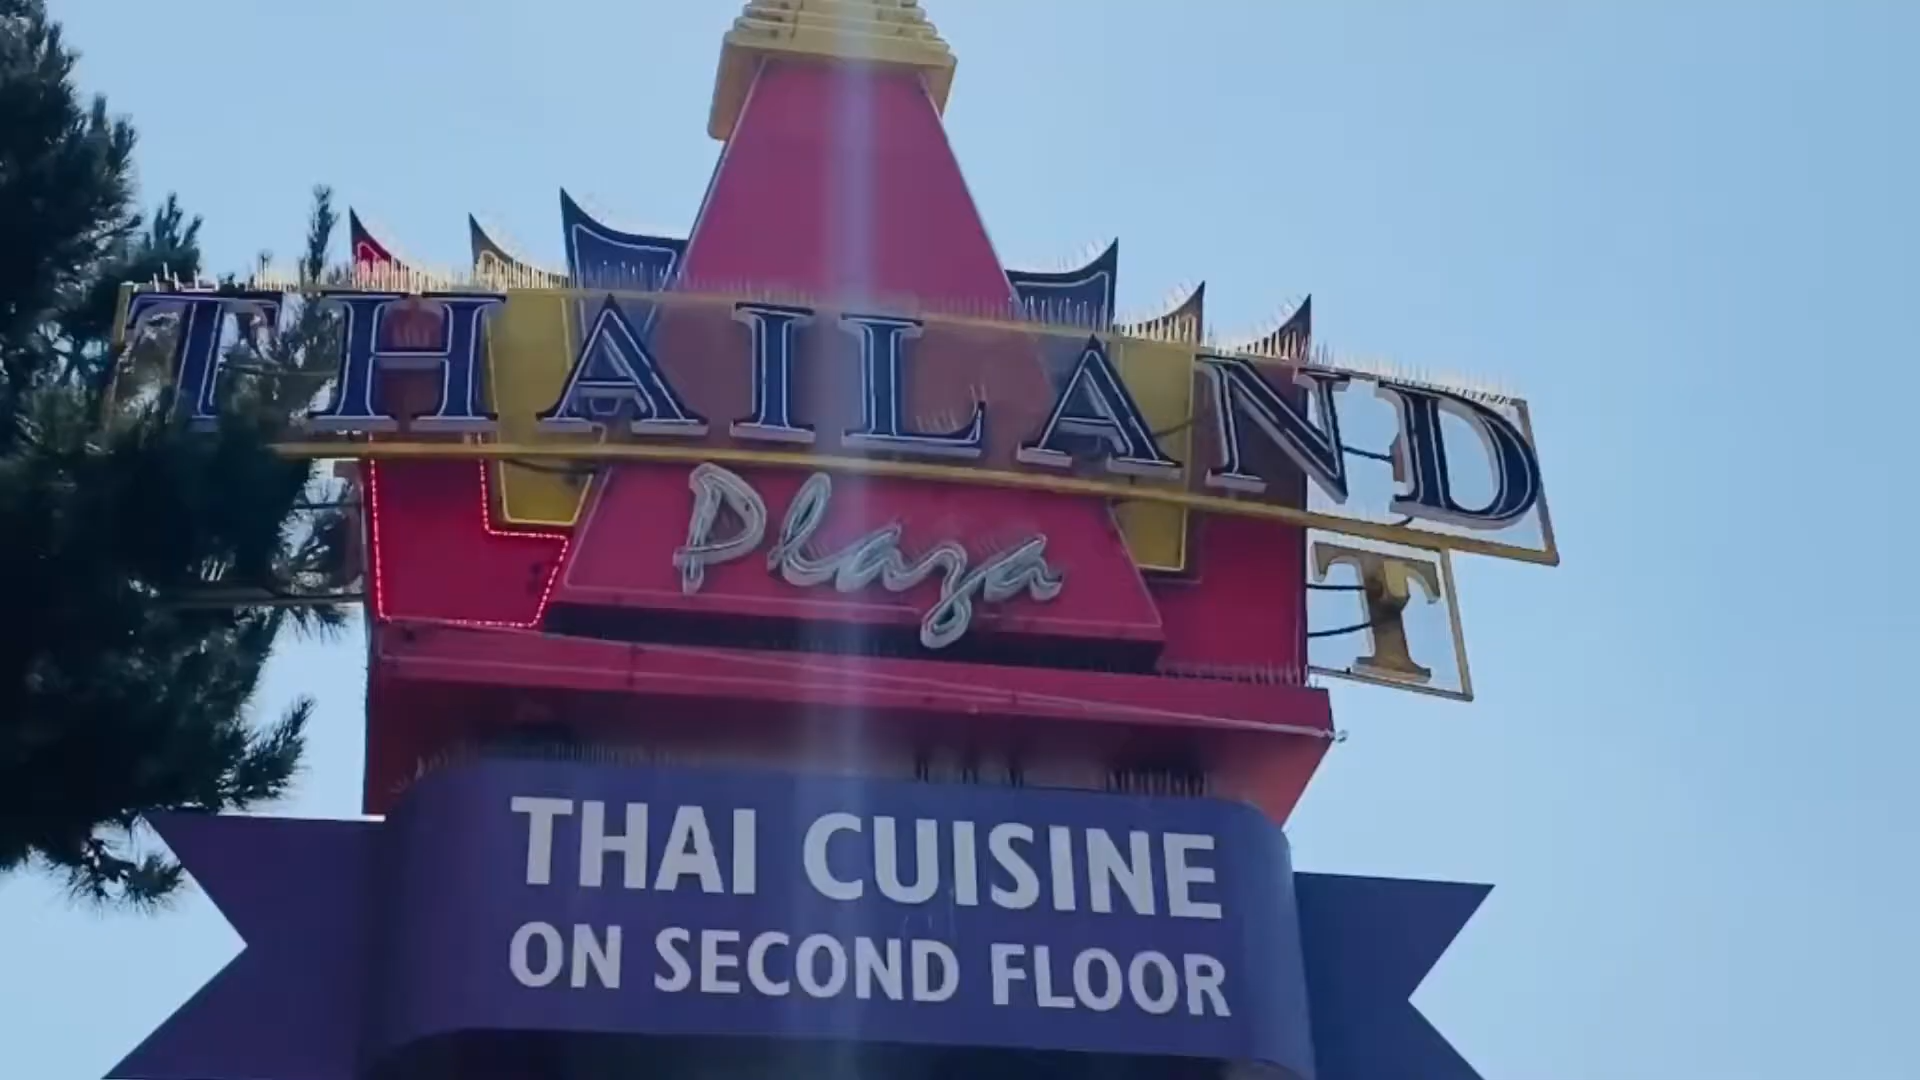 THAILAND
Plaza
T
THAI CUISINE
ON SECOND FLOOR